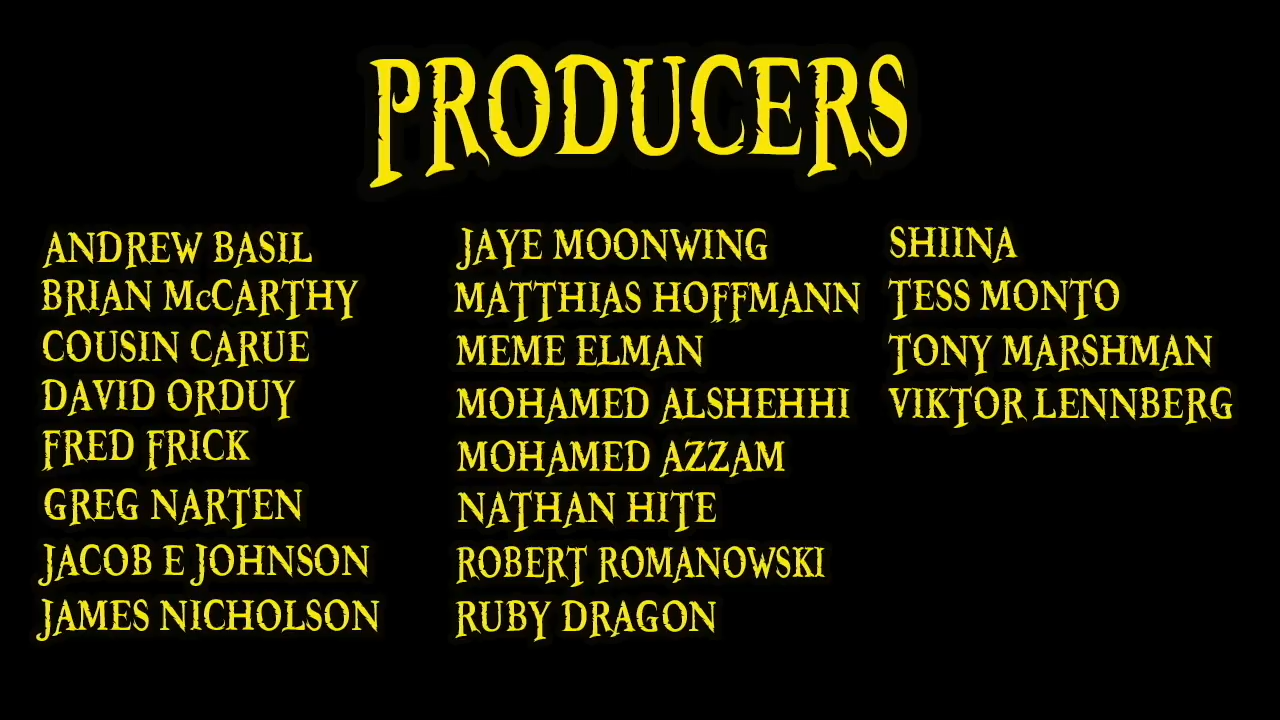 PRODUCERS
ANDREW BASIL
BRIAN McCARTHY
COUSIN CARUE
DAVID ORDUY
FRED FRICK
GREG NARTEN
JACOB E JOHNSON
JAMES NICHOLSON
JAYE MOONWING
MATTHIAS HOFFMANN
MEME ELMAN
MOHAMED ALSHEHHI
MOHAMED AZZAM
NATHAN HITE
ROBERT ROMANOWSKI
RUBY DRAGON
SHIINA
TESS MONTO
TONY MARSHMAN
VIKTOR LENNBERG